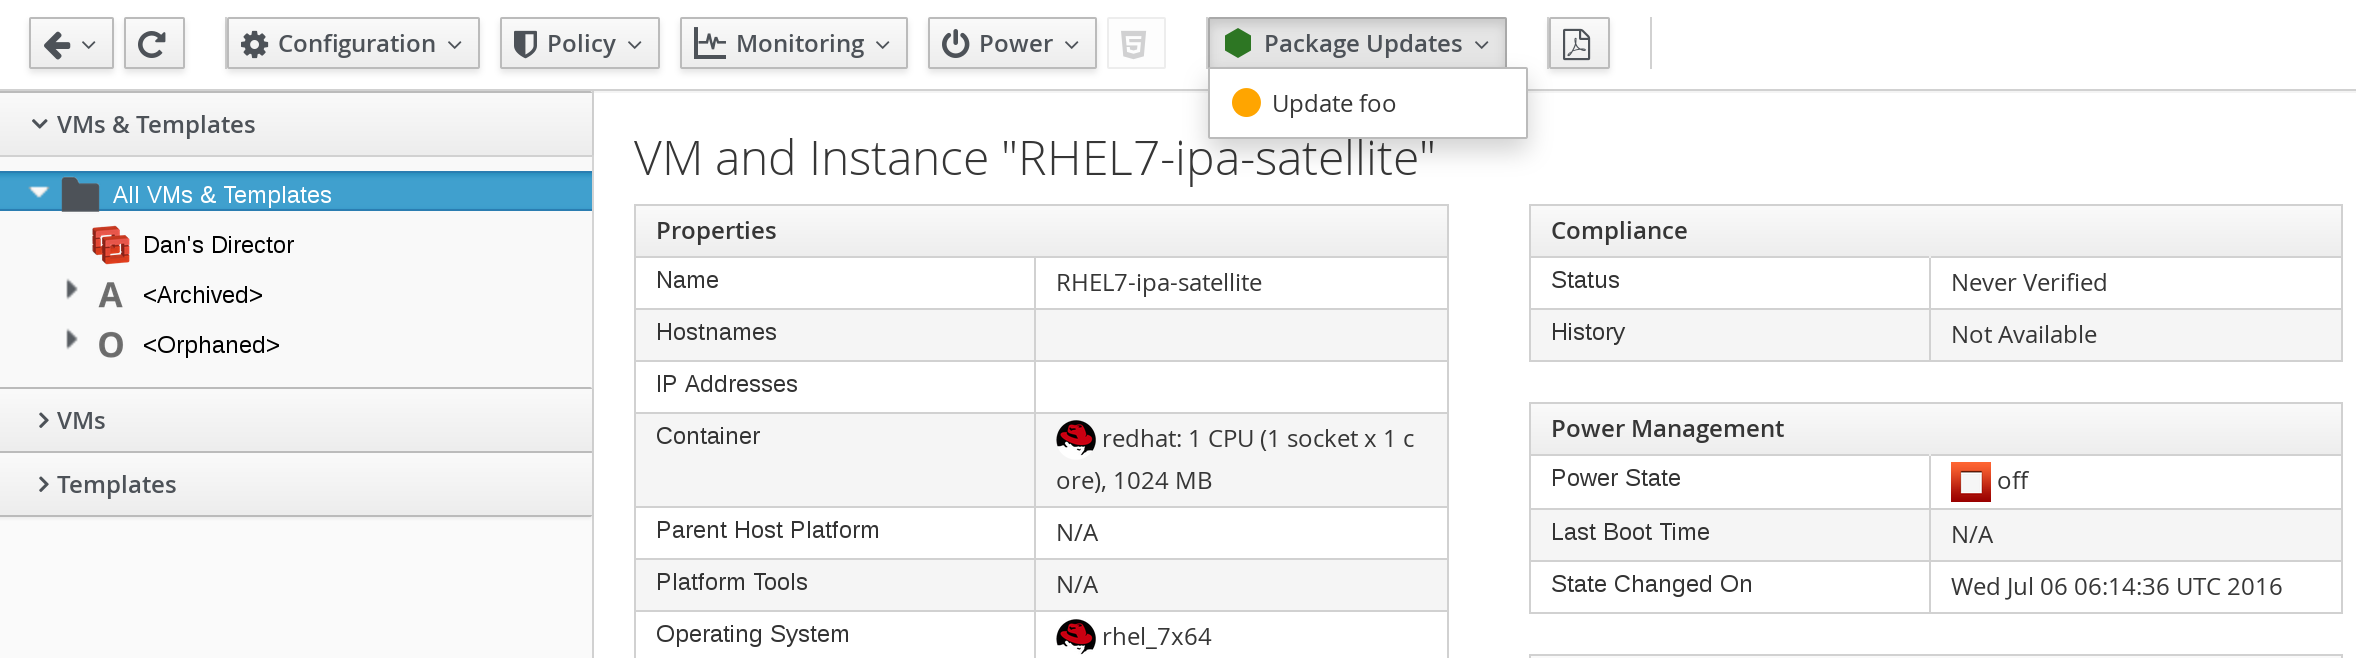 Configuration
Policy
Monitoring
Power
Package Updates
Update foo
VMs & Templates
All VMs & Templates
Dan's Director
A <Archived>
O <Orphaned>
VMs
Templates
VM and Instance "RHEL7-ipa-satellite"
Properties
Name RHEL7-ipa-satellite
Hostnames
IP Addresses
Container redhat: 1 CPU (1 socket x 1 c
ore), 1024 MB
Parent Host Platform N/A
Platform Tools N/A
Operating System rhel_7x64
Compliance
Status Never Verified
History Not Available
Power Management
Power State off
Last Boot Time N/A
State Changed On Wed Jul 06 06:14:36 UTC 2016